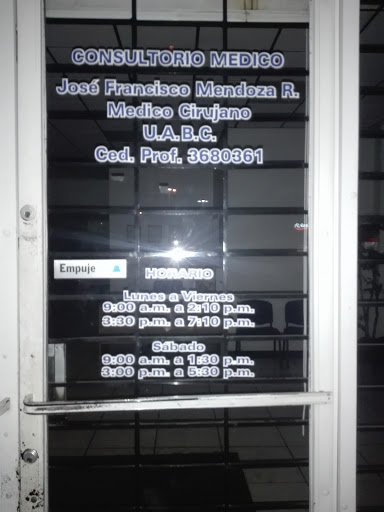 CONSULTORIO MEDICO
José Francisco Mendoza R.
Medico Cirujano
U.A.B.C.
Ced. Prof. 3680361
Empuje
HORARIO
Lunes a Viernes
9:00 a.m. a 2:10 p.m.
3:30 p.m. a 7:10 p.m.
Sábado
9:00 a.m. a 1:30 p.m.
3:00 p.m. a 5:30 p.m.